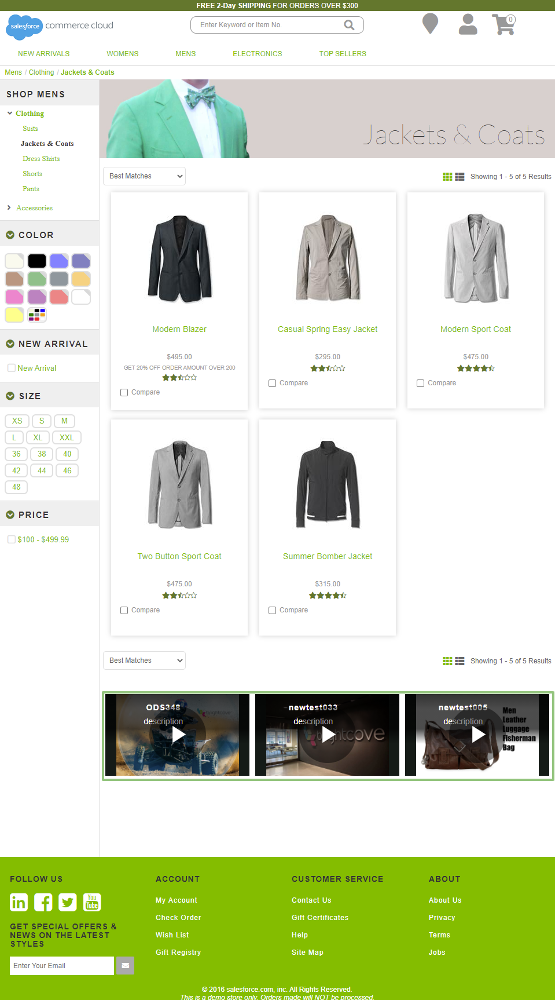 FREE 2-Day SHIPPING FOR ORDERS OVER $300
salesforce commerce cloud
Enter Keyword or Item No.
0
NEW ARRIVALS WOMENS MENS ELECTRONICS TOP SELLERS
Mens / Clothing / Jackets & Coats
SHOP MENS
Clothing
Suits
Jackets & Coats
Dress Shirts
Shorts
Pants
Accessories
COLOR
NEW ARRIVAL
New Arrival
SIZE
XS S M
L XL XXL
36 38 40
42 44 46
48
PRICE
$100 - $499.99
Jackets & Coats
Best Matches
Showing 1 - 5 of 5 Results
Modern Blazer
$495.00
GET 20% OFF ORDER AMOUNT OVER 200
Compare
Casual Spring Easy Jacket
$295.00
Compare
Modern Sport Coat
$475.00
Compare
Two Button Sport Coat
$475.00
Compare
Summer Bomber Jacket
$315.00
Compare
Best Matches
Showing 1 - 5 of 5 Results
ODS348
description
brightcove
newtest033
description
brightcove
newtest005
description
Men
Leather
Luggage
Fisherman
Bag
FOLLOW US
in
You
Tube
GET SPECIAL OFFERS &
NEWS ON THE LATEST
STYLES
Enter Your Email
ACCOUNT
My Account
Check Order
Wish List
Gift Registry
CUSTOMER SERVICE
Contact Us
Gift Certificates
Help
Site Map
ABOUT
About Us
Privacy
Terms
Jobs
© 2016 salesforce.com, inc. All Rights Reserved.
This is a demo store only. Orders made will NOT be processed.